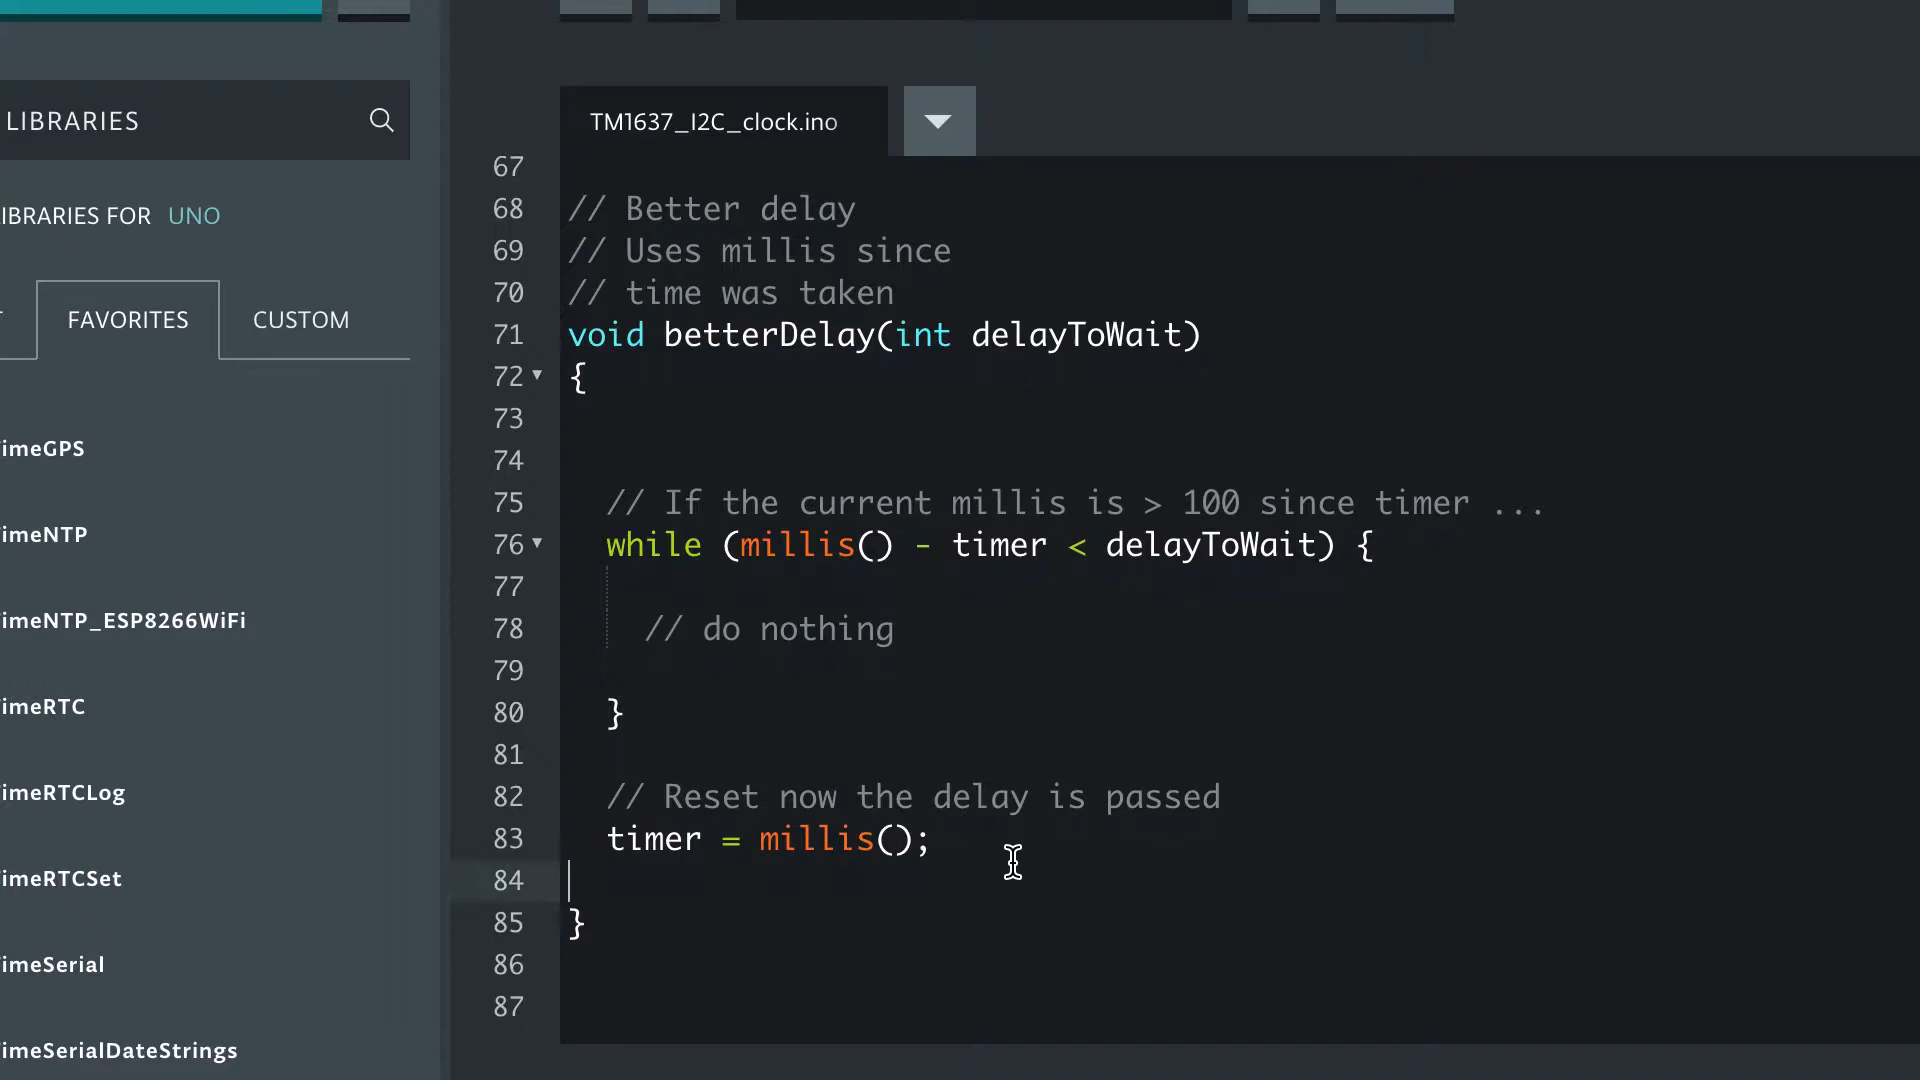 LIBRARIES
IBRARIES FOR UNO
FAVORITES
CUSTOM
imeGPS
imeNTP
imeNTP_ESP8266WiFi
imeRTC
imeRTCLog
imeRTCSet
imeSerial
imeSerialDateStrings
TM1637_I2C_clock.ino
67
68 // Better delay
69 // Uses millis since
70 // time was taken
71 void betterDelay(int delayToWait)
72 {
73
74
75 // If the current millis is > 100 since timer ...
76 while (millis() - timer < delayToWait) {
77
78 // do nothing
79
80 }
81
82 // Reset now the delay is passed
83 timer = millis();
84
85 }
86
87